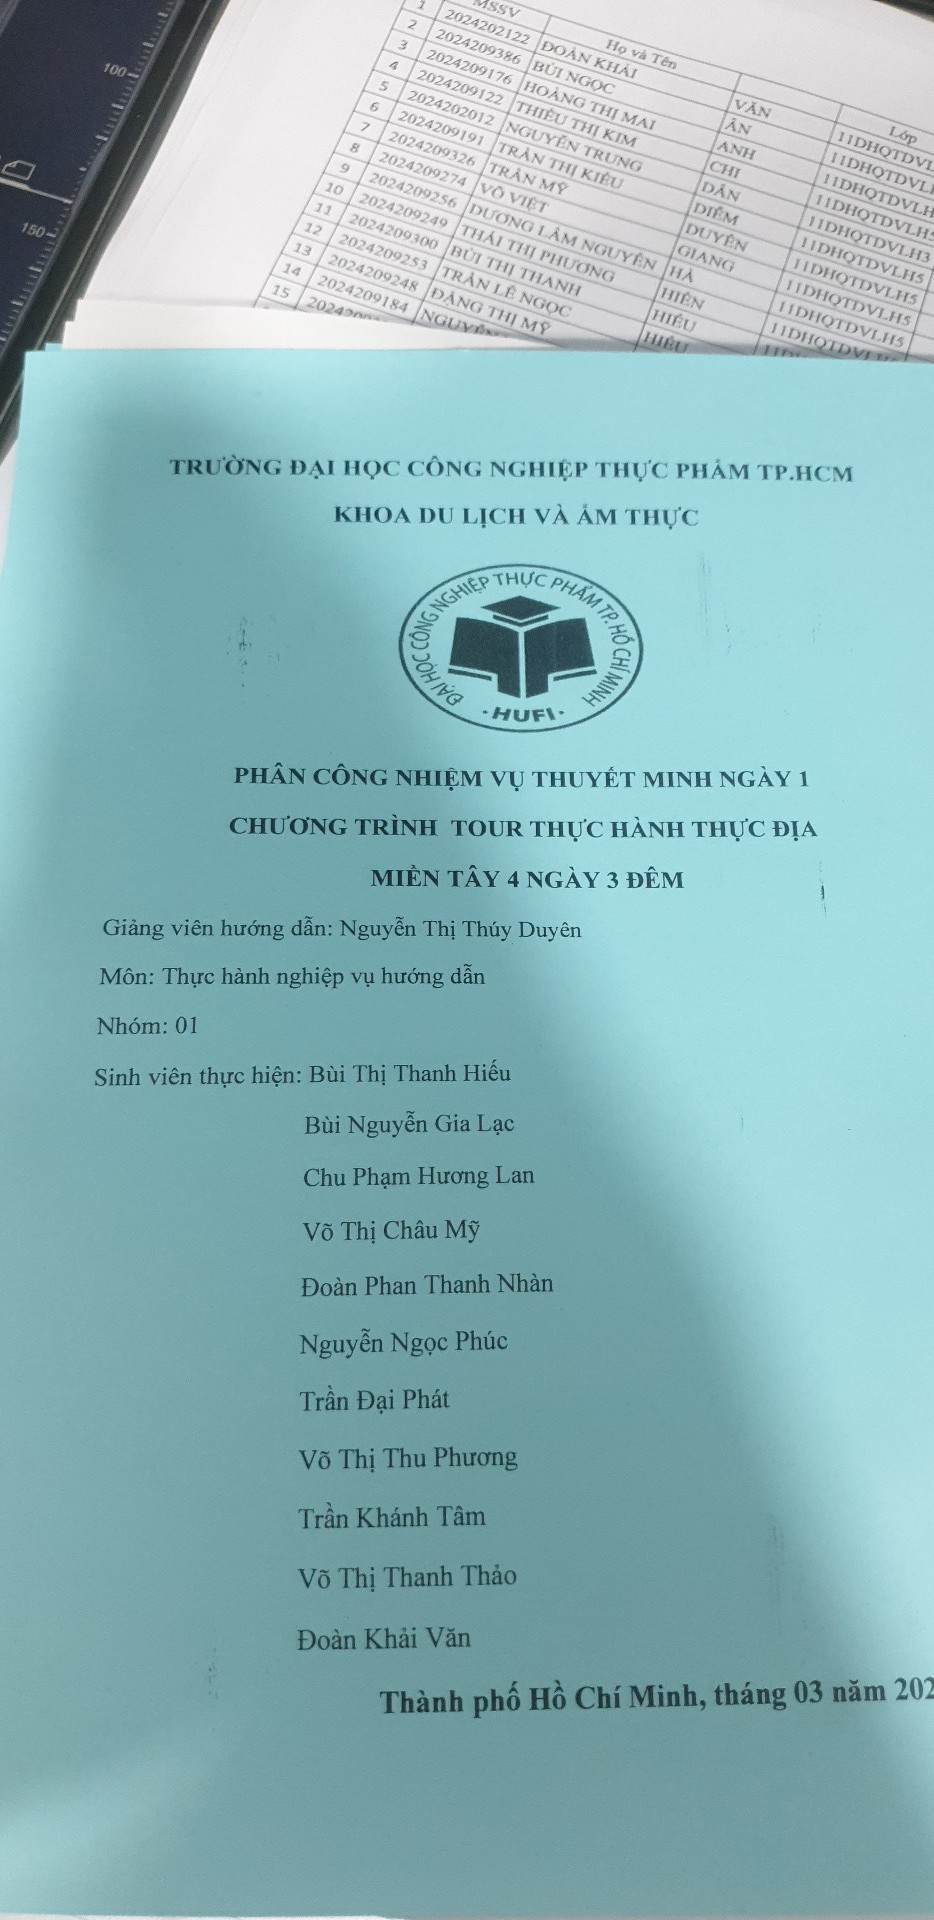 MSSV Họ và Tên Lớp
1 2024202122 ĐOÀN KHẢI VĂN
2 2024209386 BÙI NGỌC ÂN
3 2024209176 HOÀNG THỊ MAI ANH
4 2024209122 THIỀU THỊ KIM CHI
5 2024202012 NGUYỄN TRUNG DÂN 11DHQTDVLH3
6 2024209191 TRẦN THỊ KIỀU DIỄM 11DHQTDVLH5
7 2024209326 TRẦN MỸ DUYÊN 11DHQTDVLH5
8 2024209274 VÕ VIỆT GIANG 11DHQTDVLH5
9 2024209256 DƯƠNG LÂM NGUYÊN HÀ 11DHQTDVLH5
10 2024209249 THÁI THỊ PHƯƠNG HIỀN
11 2024209300 BÙI THỊ THANH HIẾU
12 2024209253 TRẦN LÊ NGỌC HIẾU
13 2024209248 ĐẶNG THỊ MỸ
14 2024209184 NGUYỄN
15
100
150
TRƯỜNG ĐẠI HỌC CÔNG NGHIỆP THỰC PHẨM TP.HCM
KHOA DU LỊCH VÀ ẨM THỰC
ĐẠI HỌC CÔNG NGHIỆP THỰC PHẨM TP. HỒ CHÍ MINH
· HUFI ·
PHÂN CÔNG NHIỆM VỤ THUYẾT MINH NGÀY 1
CHƯƠNG TRÌNH TOUR THỰC HÀNH THỰC ĐỊA
MIỀN TÂY 4 NGÀY 3 ĐÊM
Giảng viên hướng dẫn: Nguyễn Thị Thúy Duyên
Môn: Thực hành nghiệp vụ hướng dẫn
Nhóm: 01
Sinh viên thực hiện: Bùi Thị Thanh Hiếu
Bùi Nguyễn Gia Lạc
Chu Phạm Hương Lan
Võ Thị Châu Mỹ
Đoàn Phan Thanh Nhàn
Nguyễn Ngọc Phúc
Trần Đại Phát
Võ Thị Thu Phương
Trần Khánh Tâm
Võ Thị Thanh Thảo
Đoàn Khải Văn
Thành phố Hồ Chí Minh, tháng 03 năm 202